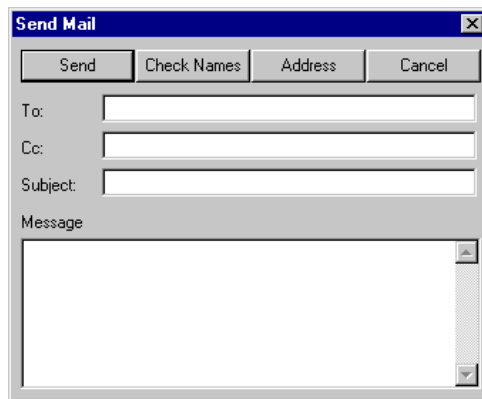 Send Mail
Send Check Names Address Cancel
To:
Cc:
Subject:
Message